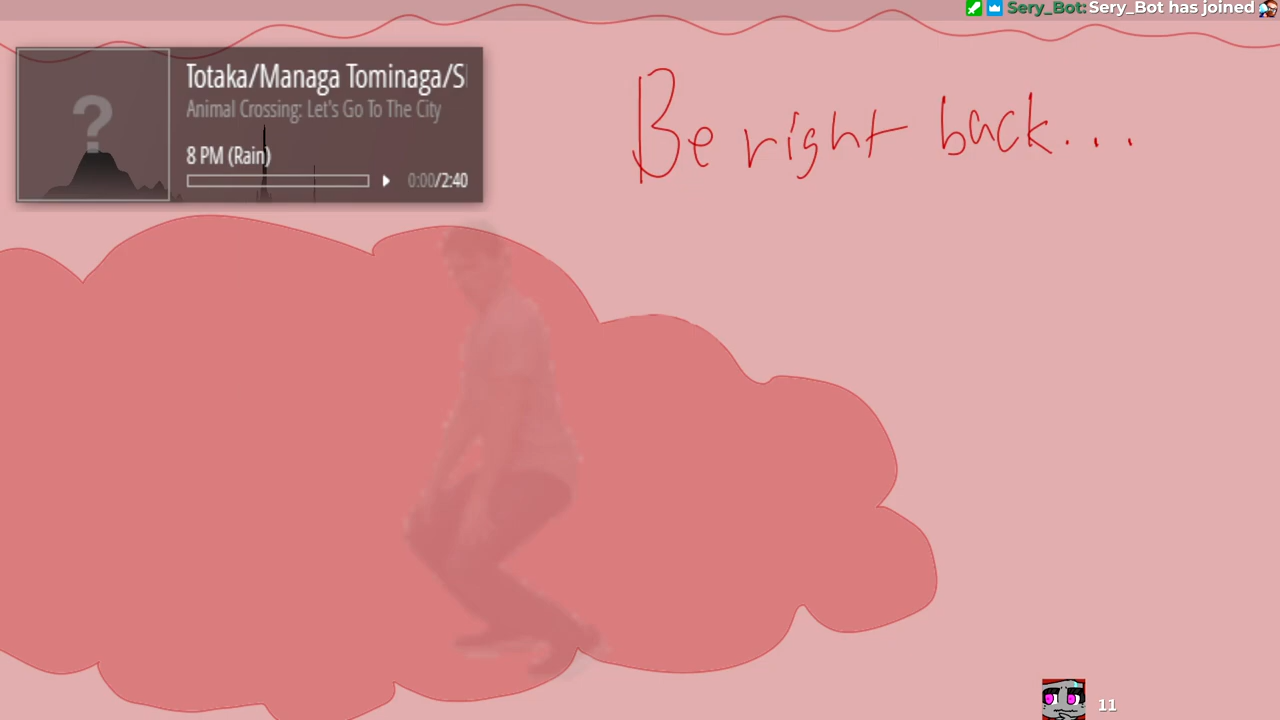 Sery_Bot: Sery_Bot has joined
Totaka/Managa Tominaga/S
Animal Crossing: Let's Go To The City
8 PM (Rain)
0:00/2:40
Be right back...
?
11